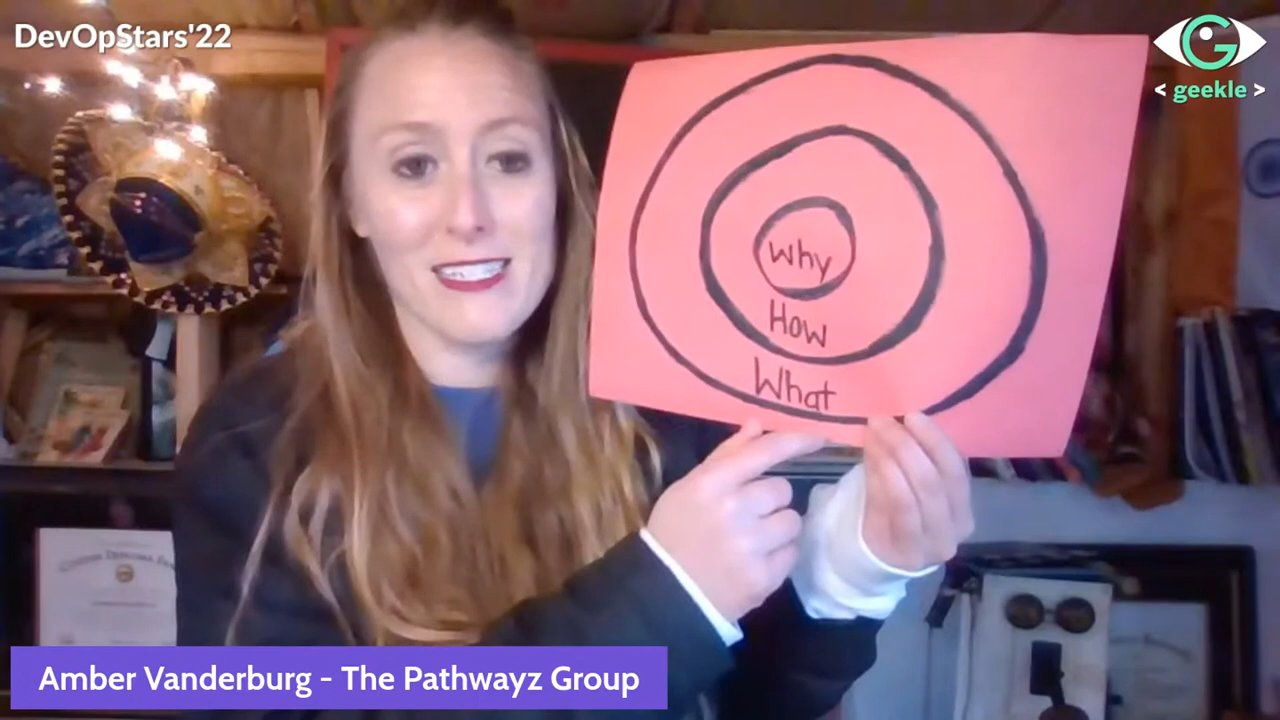 DevOpStars'22
G
< geekle >
Why
How
What
Amber Vanderburg - The Pathwayz Group